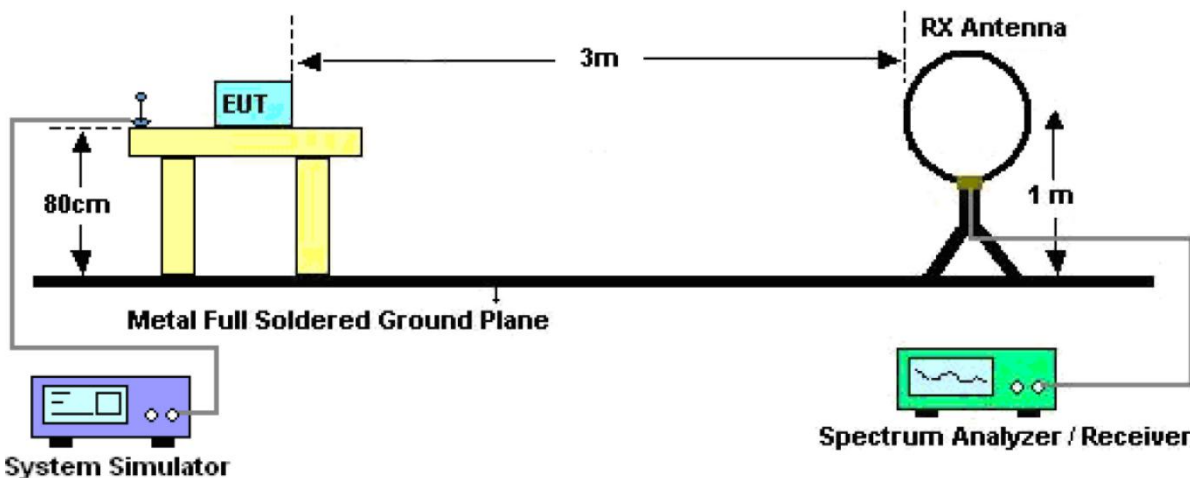 RX Antenna
3m
EUT
80cm
1 m
Metal Full Soldered Ground Plane
Spectrum Analyzer / Receiver
System Simulator